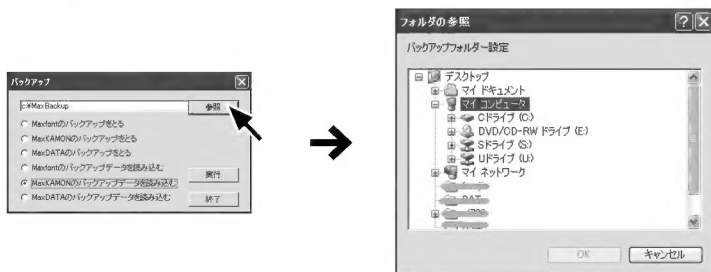 バックアップ
c:¥MaxBackup
参照
Maxfontのバックアップをとる
MaxKAMONのバックアップをとる
MaxDATAのバックアップをとる
Maxfontのバックアップデータを読み込む
MaxKAMONのバックアップデータを読み込む
MaxDATAのバックアップデータを読み込む
実行
終了
フォルダの参照
バックアップフォルダー設定
デスクトップ
マイ ドキュメント
マイ コンピュータ
Cドライブ (C:)
DVD/CD-RW ドライブ (E:)
Sドライブ (S:)
Uドライブ (U:)
マイ ネットワーク
OK
キャンセル